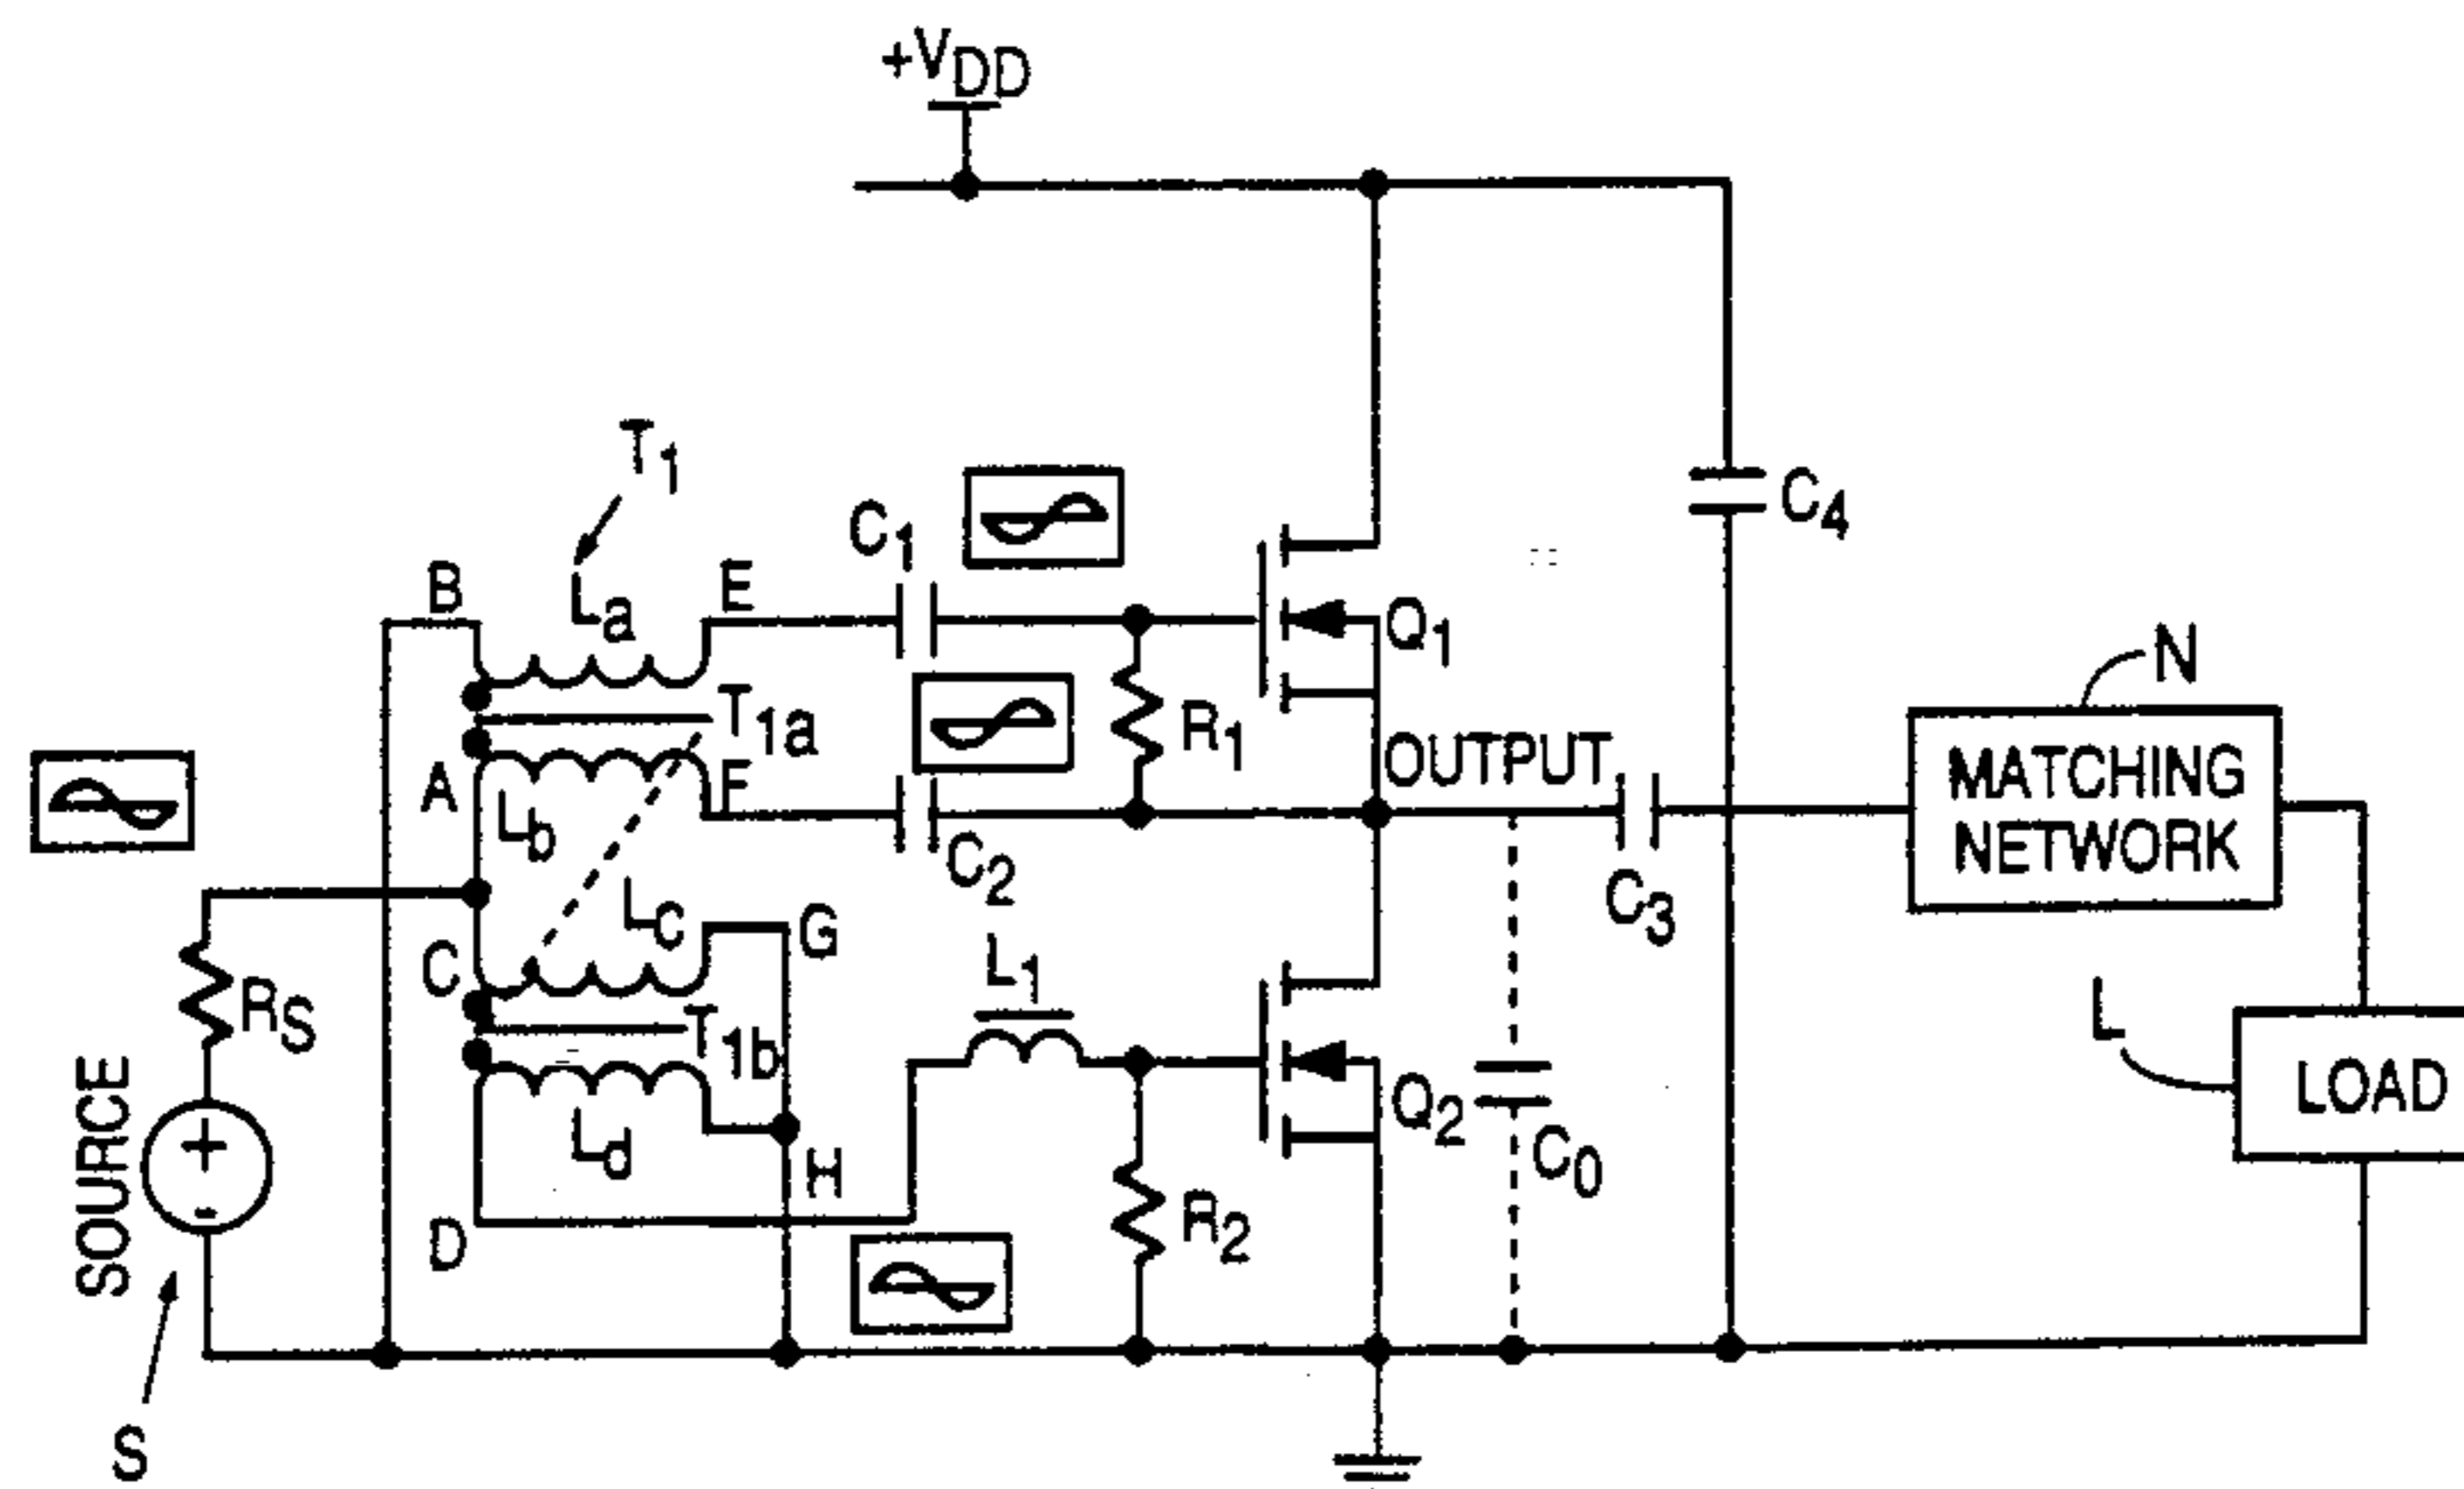 +VDD
T1
C1
B
La
E
Q1
N
T1a
R1
OUTPUT
MATCHING
NETWORK
A
Lb
F
C2
C3
C4
Lc
G
C
L1
RS
T1b
L
LOAD
Q2
C0
SOURCE
+
-
Ld
H
R2
D
S